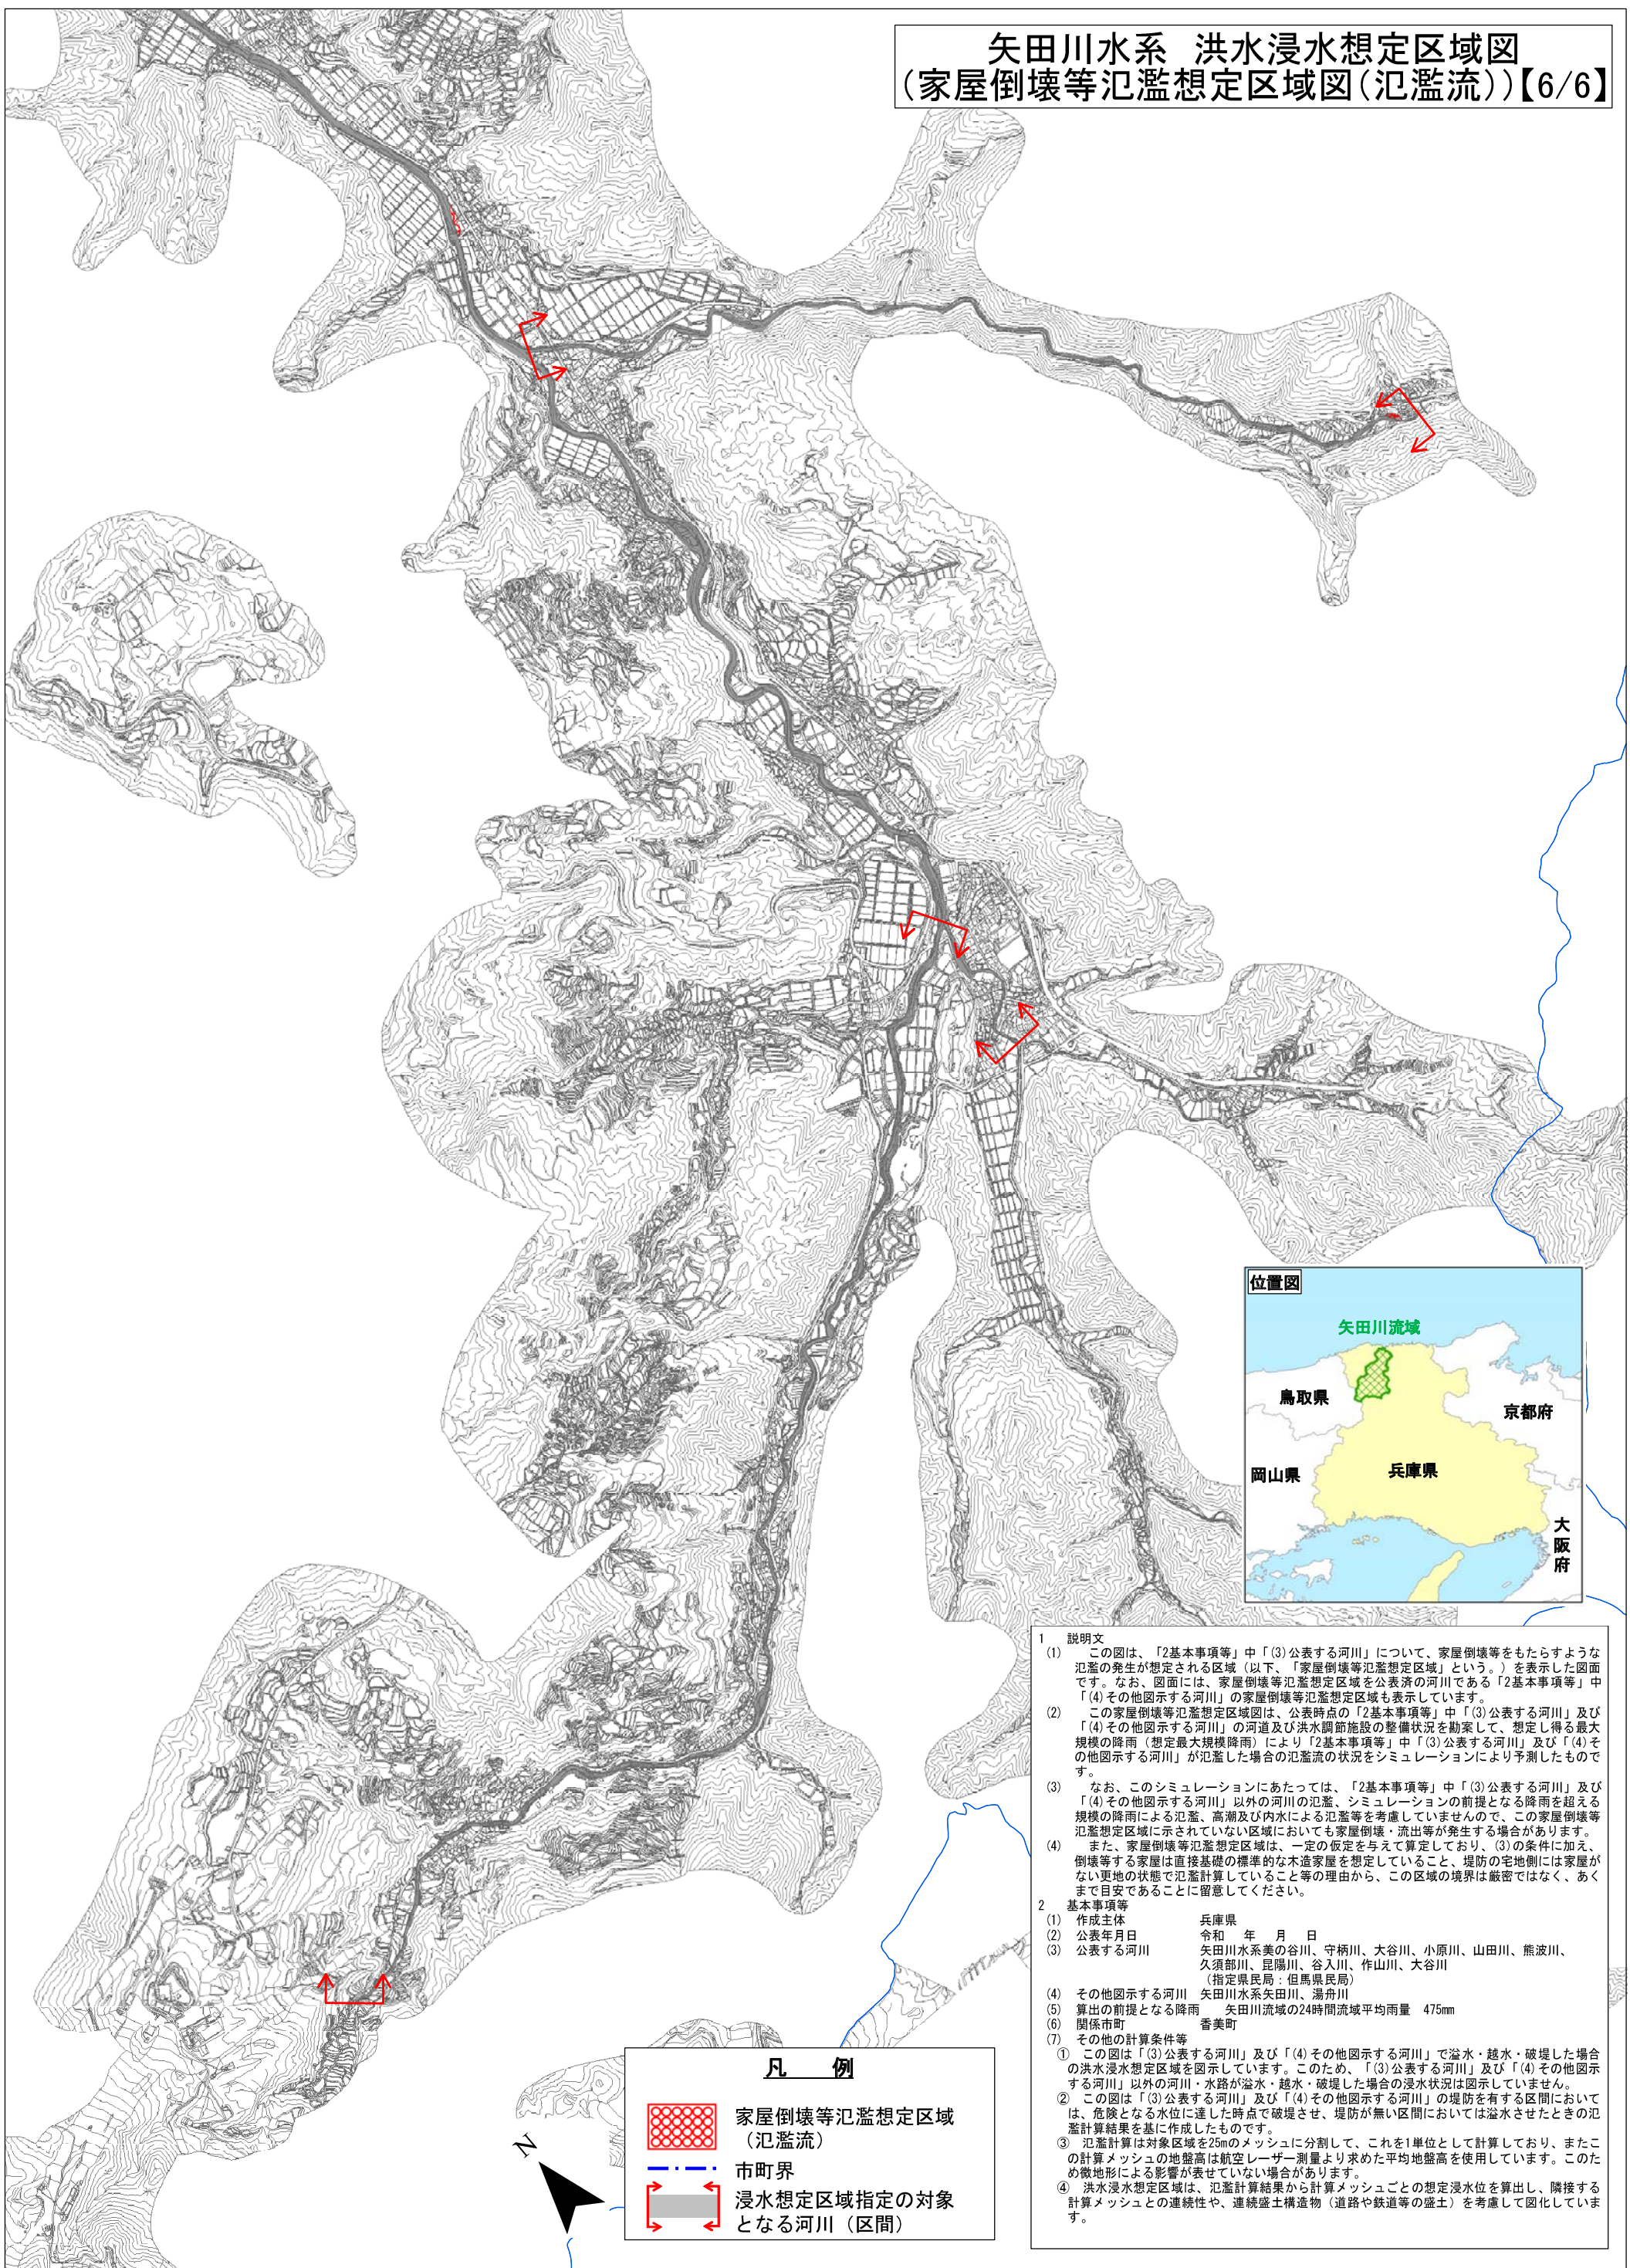 矢田川水系 洪水浸水想定区域図
(家屋倒壊等氾濫想定区域図(氾濫流))【6/6】
位置図
矢田川流域
鳥取県
京都府
岡山県
兵庫県
大阪府
1 説明文
(1) この図は、「2基本事項等」中「(3)公表する河川」について、家屋倒壊等をもたらすような
氾濫の発生が想定される区域（以下、「家屋倒壊等氾濫想定区域」という。）を表示した図面
です。なお、図面には、家屋倒壊等氾濫想定区域を公表済の河川である「2基本事項等」中
「(4)その他図示する河川」の家屋倒壊等氾濫想定区域も表示しています。
(2) この家屋倒壊等氾濫想定区域図は、公表時点の「2基本事項等」中「(3)公表する河川」及び
「(4)その他図示する河川」の河道及び洪水調節施設の整備状況を勘案して、想定し得る最大
規模の降雨（想定最大規模降雨）により「2基本事項等」中「(3)公表する河川」及び「(4)そ
の他図示する河川」が氾濫した場合の氾濫流の状況をシミュレーションにより予測したもので
す。
(3) なお、このシミュレーションにあたっては、「2基本事項等」中「(3)公表する河川」及び
「(4)その他図示する河川」以外の河川の氾濫、シミュレーションの前提となる降雨を超える
規模の降雨による氾濫、高潮及び内水による氾濫等を考慮していませんので、この家屋倒壊等
氾濫想定区域に示されていない区域においても家屋倒壊・流出等が発生する場合があります。
(4) また、家屋倒壊等氾濫想定区域は、一定の仮定を与えて算定しており、(3)の条件に加え、
倒壊等する家屋は直接基礎の標準的な木造家屋を想定していること、堤防の宅地側には家屋が
ない更地の状態で氾濫計算していること等の理由から、この区域の境界は厳密ではなく、あく
まで目安であることに留意してください。
2 基本事項等
(1) 作成主体 兵庫県
(2) 公表年月日 令和 年 月 日
(3) 公表する河川 矢田川水系美の谷川、守柄川、大谷川、小原川、山田川、熊波川、
久須部川、昆陽川、谷入川、作山川、大谷川
（指定県民局：但馬県民局）
(4) その他図示する河川 矢田川水系矢田川、湯舟川
(5) 算出の前提となる降雨 矢田川流域の24時間流域平均雨量 475mm
(6) 関係市町 香美町
(7) その他の計算条件等
① この図は「(3)公表する河川」及び「(4)その他図示する河川」で溢水・越水・破堤した場合
の洪水浸水想定区域を図示しています。このため、「(3)公表する河川」及び「(4)その他図示
する河川」以外の河川・水路が溢水・越水・破堤した場合の浸水状況は図示していません。
② この図は「(3)公表する河川」及び「(4)その他図示する河川」の堤防を有する区間において
は、危険となる水位に達した時点で破堤させ、堤防が無い区間においては溢水させたときの氾
濫計算結果を基に作成したものです。
③ 氾濫計算は対象区域を25mのメッシュに分割して、これを1単位として計算しており、またこ
の計算メッシュの地盤高は航空レーザー測量より求めた平均地盤高を使用しています。このた
め微地形による影響が表せていない場合があります。
④ 洪水浸水想定区域は、氾濫計算結果から計算メッシュごとの想定浸水位を算出し、隣接する
計算メッシュとの連続性や、連続盛土構造物（道路や鉄道等の盛土）を考慮して図化していま
す。
凡 例
家屋倒壊等氾濫想定区域
（氾濫流）
市町界
浸水想定区域指定の対象
となる河川（区間）
N